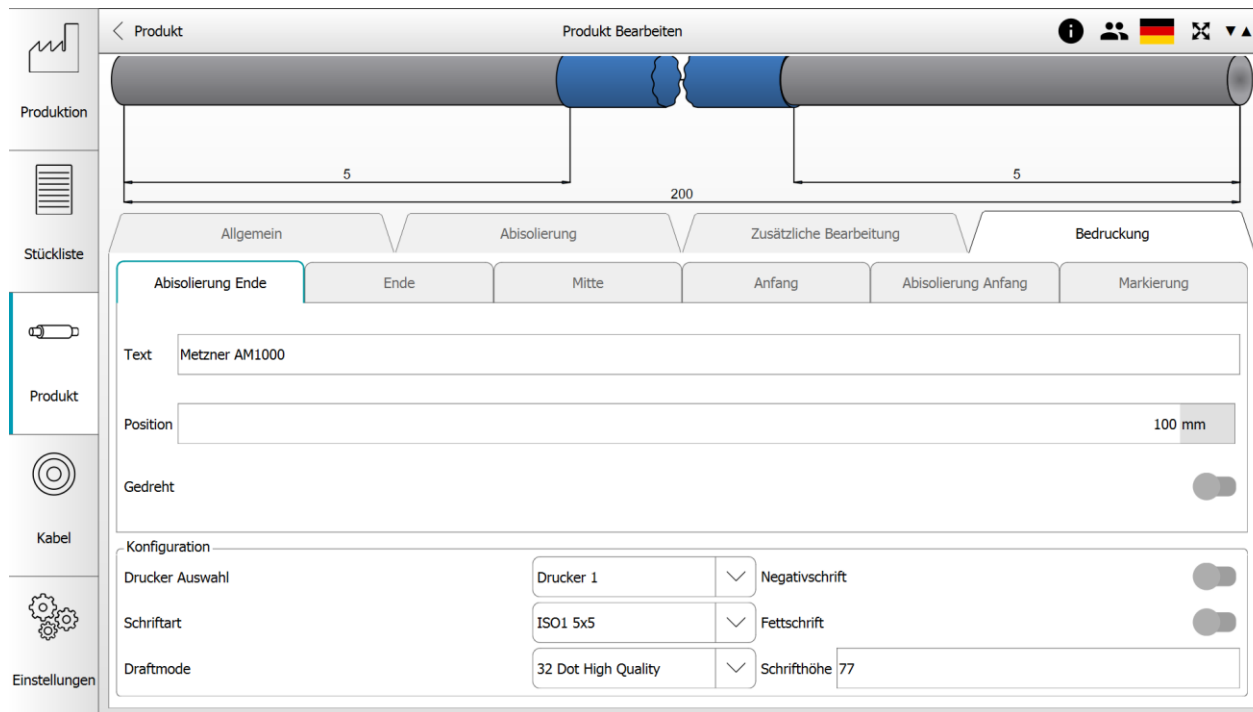 Produkt
Produkt Bearbeiten
Produktion
Stückliste
Produkt
Kabel
Einstellungen
5
5
200
Allgemein
Abisolierung
Zusätzliche Bearbeitung
Bedruckung
Abisolierung Ende
Ende
Mitte
Anfang
Abisolierung Anfang
Markierung
Text Metzner AM1000
Position 100 mm
Gedreht
Konfiguration
Drucker Auswahl Drucker 1 Negativschrift
Schriftart ISO1 5x5 Fettschrift
Draftmode 32 Dot High Quality Schrifthöhe 77